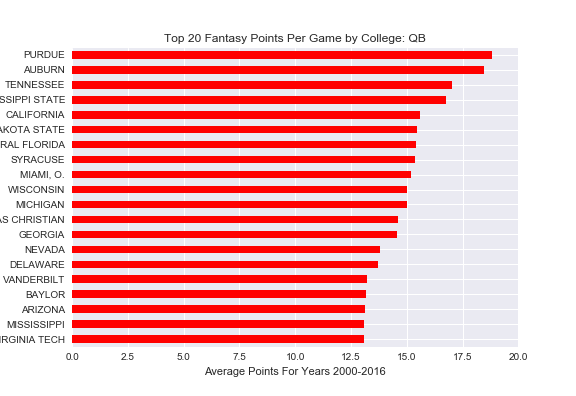 Top 20 Fantasy Points Per Game by College: QB
PURDUE
AUBURN
TENNESSEE
SSIPPI STATE
CALIFORNIA
AKOTA STATE
RAL FLORIDA
SYRACUSE
MIAMI, O.
WISCONSIN
MICHIGAN
AS CHRISTIAN
GEORGIA
NEVADA
DELAWARE
VANDERBILT
BAYLOR
ARIZONA
MISSISSIPPI
IRGINIA TECH
0.0 2.5 5.0 7.5 10.0 12.5 15.0 17.5 20.0
Average Points For Years 2000-2016